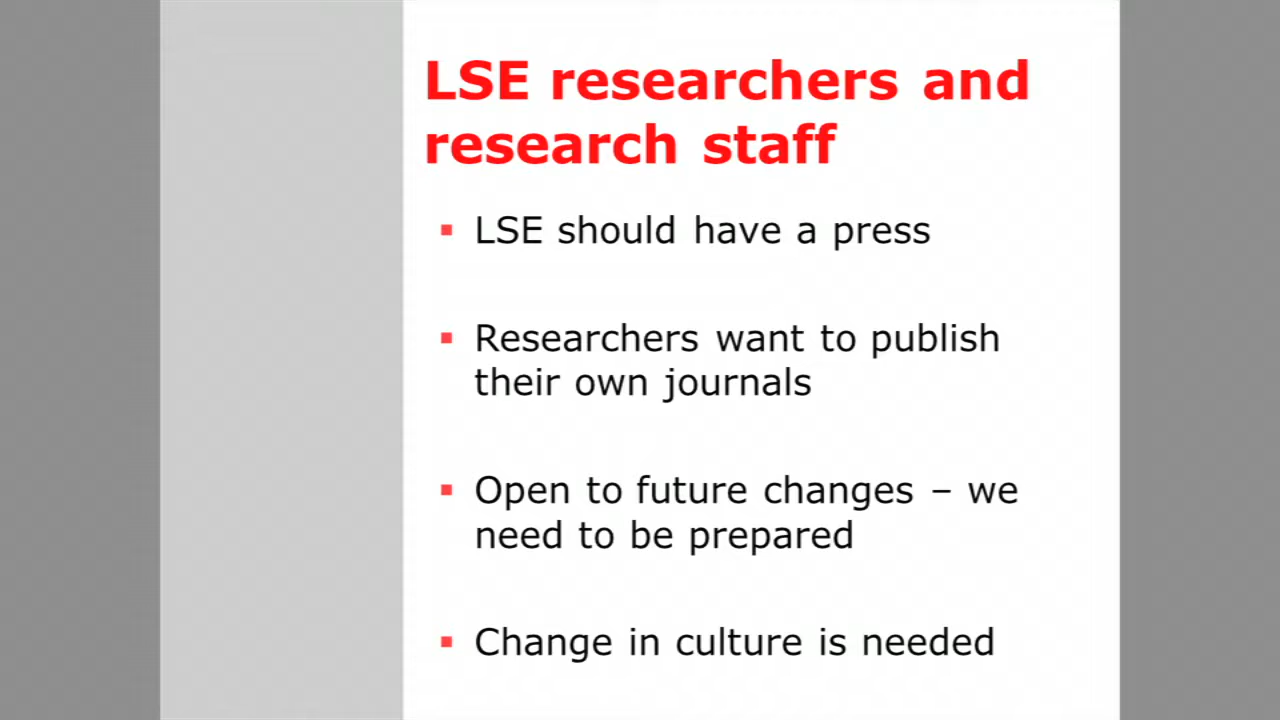 LSE researchers and
research staff
▪ LSE should have a press
▪ Researchers want to publish
their own journals
▪ Open to future changes – we
need to be prepared
▪ Change in culture is needed